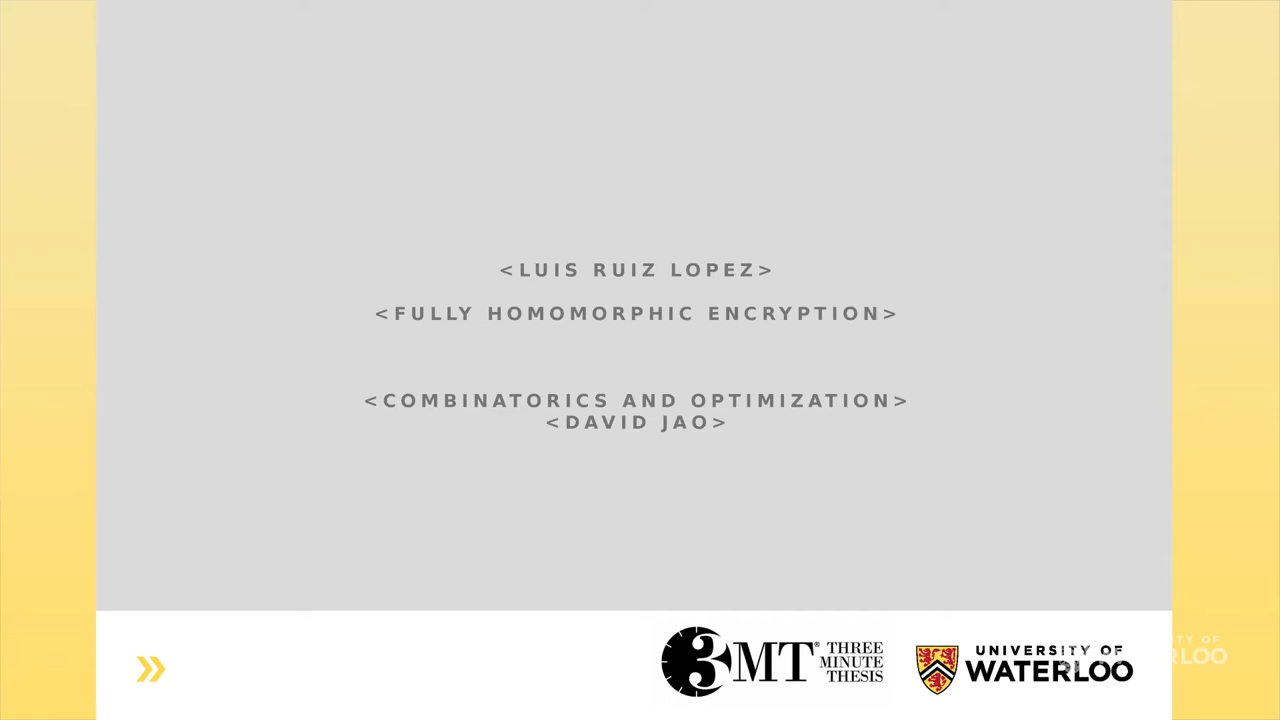 <LUIS RUIZ LOPEZ>
<FULLY HOMOMORPHIC ENCRYPTION>
<COMBINATORICS AND OPTIMIZATION>
<DAVID JAO>
3MT® THREE
MINUTE
THESIS
UNIVERSITY OF
WATERLOO